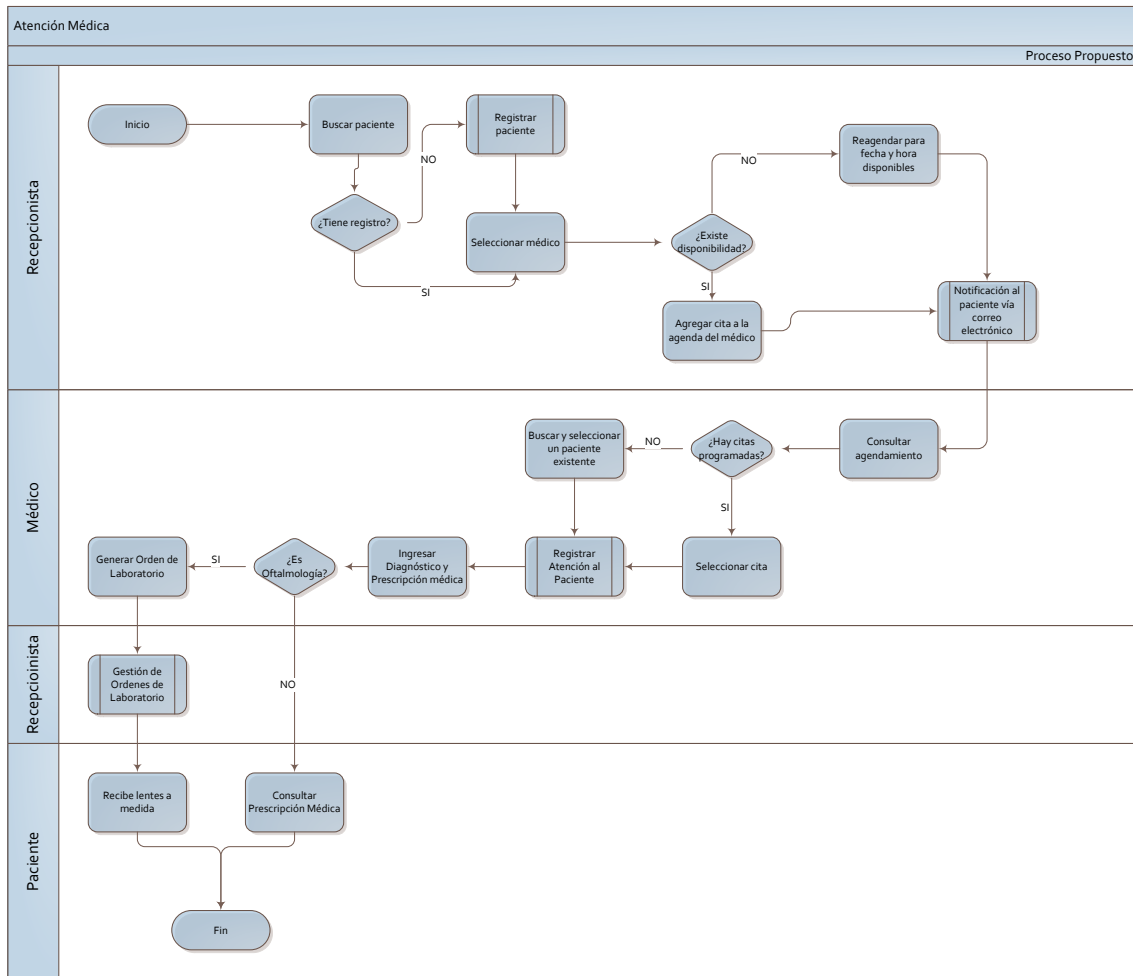 Atención Médica
Proceso Propuesto
Recepcionista
Inicio
Buscar paciente
Registrar
paciente
NO
¿Tiene registro?
SI
Seleccionar médico
¿Existe
disponibilidad?
NO
Reagendar para
fecha y hora
disponibles
SI
Agregar cita a la
agenda del médico
Notificación al
paciente vía
correo
electrónico
Médico
Consultar
agendamiento
¿Hay citas
programadas?
NO
Buscar y seleccionar
un paciente
existente
SI
Seleccionar cita
Registrar
Atención al
Paciente
Ingresar
Diagnóstico y
Prescripción médica
¿Es
Oftalmología?
SI
Generar Orden de
Laboratorio
NO
Recepcioinista
Gestión de
Ordenes de
Laboratorio
Paciente
Recibe lentes a
medida
Consultar
Prescripción Médica
Fin